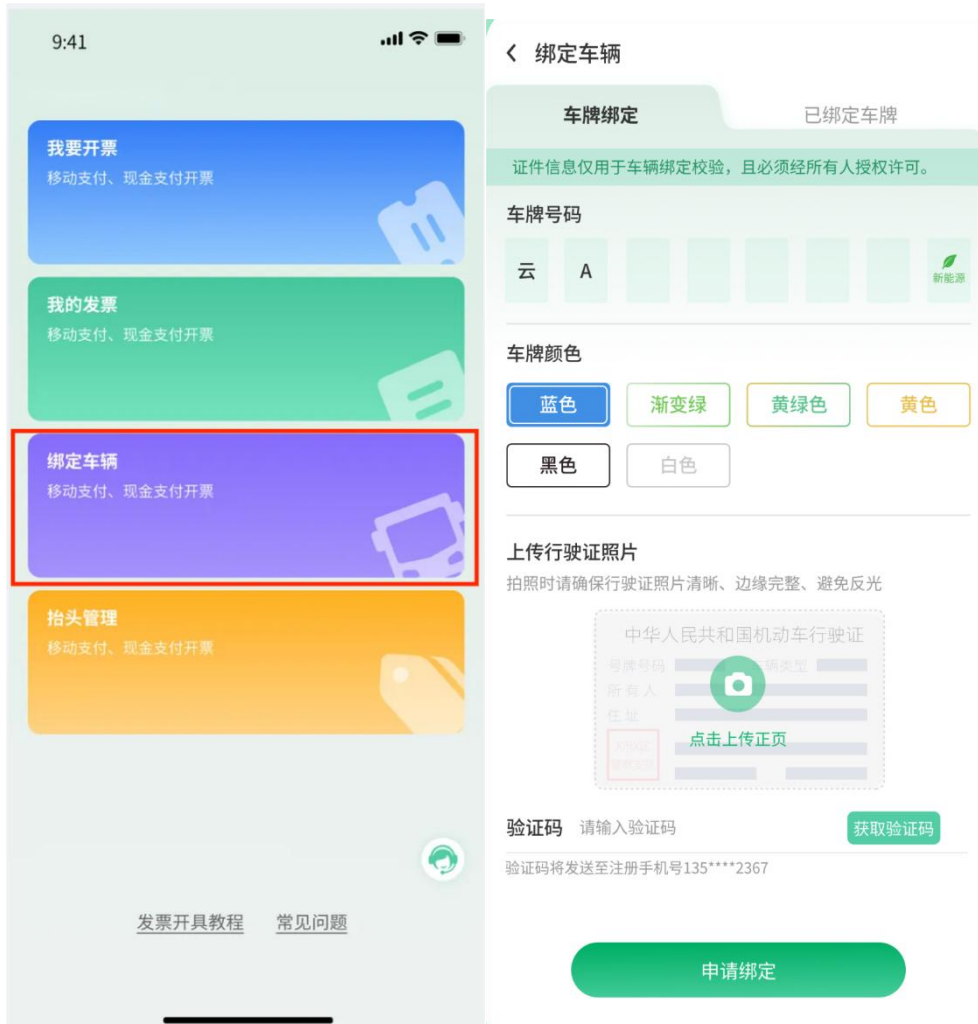 9:41
我要开票
移动支付、现金支付开票
我的发票
移动支付、现金支付开票
绑定车辆
移动支付、现金支付开票
抬头管理
移动支付、现金支付开票
发票开具教程 常见问题
绑定车辆
车牌绑定 已绑定车牌
证件信息仅用于车辆绑定校验，且必须经所有人授权许可。
车牌号码
云 A 新能源
车牌颜色
蓝色 渐变绿 黄绿色 黄色
黑色 白色
上传行驶证照片
拍照时请确保行驶证照片清晰、边缘完整、避免反光
中华人民共和国机动车行驶证
号牌号码 车辆类型
所有人
住址
点击上传正页
验证码 请输入验证码 获取验证码
验证码将发送至注册手机号135****2367
申请绑定